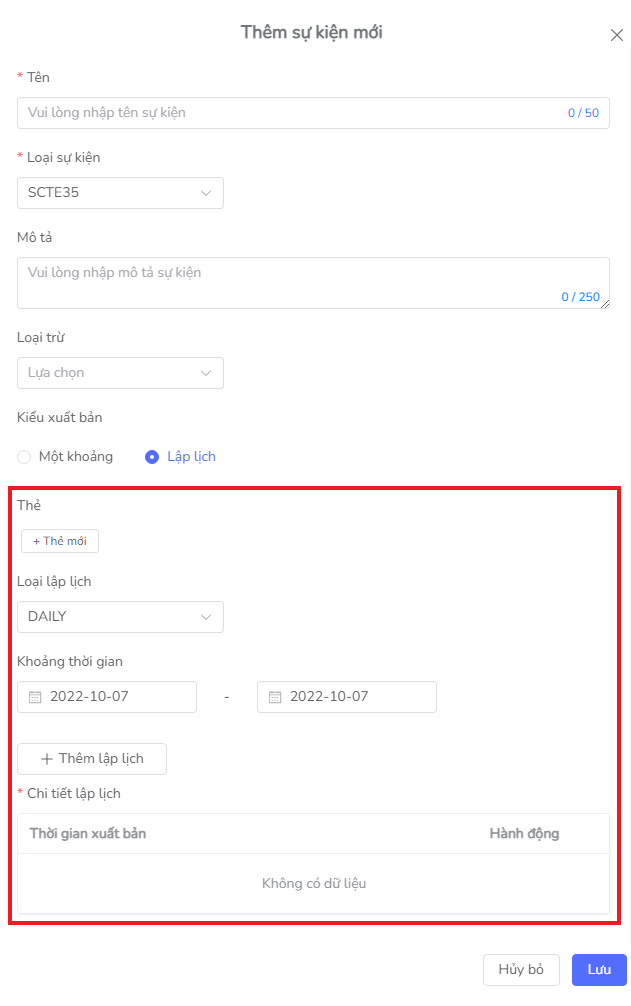 Thêm sự kiện mới
* Tên
Vui lòng nhập tên sự kiện 0 / 50
* Loại sự kiện
SCTE35
Mô tả
Vui lòng nhập mô tả sự kiện
0 / 250
Loại trừ
Lựa chọn
Kiểu xuất bản
Một khoảng Lập lịch
Thẻ
+ Thẻ mới
Loại lập lịch
DAILY
Khoảng thời gian
2022-10-07 - 2022-10-07
+ Thêm lập lịch
* Chi tiết lập lịch
Thời gian xuất bản Hành động
Không có dữ liệu
Hủy bỏ Lưu